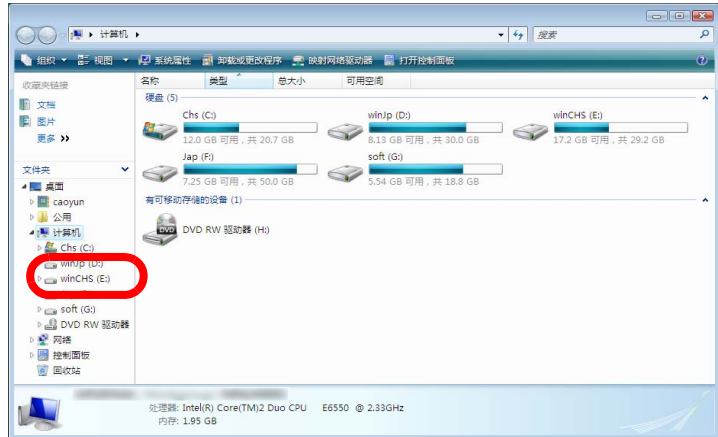 计算机
搜索
组织 视图 系统属性 卸载或更改程序 映射网络驱动器 打开控制面板
收藏夹链接
文档
图片
更多 >>
文件夹
桌面
caoyun
公用
计算机
Chs (C:)
winJp (D:)
winCHS (E:)
soft (G:)
DVD RW 驱动器
网络
控制面板
回收站
名称 类型 总大小 可用空间
硬盘 (5)
Chs (C:)
12.0 GB 可用，共 20.7 GB
winJp (D:)
8.13 GB 可用，共 30.0 GB
winCHS (E:)
17.2 GB 可用，共 29.2 GB
Jap (F:)
7.25 GB 可用，共 50.0 GB
soft (G:)
5.54 GB 可用，共 18.8 GB
有可移动存储的设备 (1)
DVD RW 驱动器 (H:)
DVD
处理器: Intel(R) Core(TM)2 Duo CPU E6550 @ 2.33GHz
内存: 1.95 GB